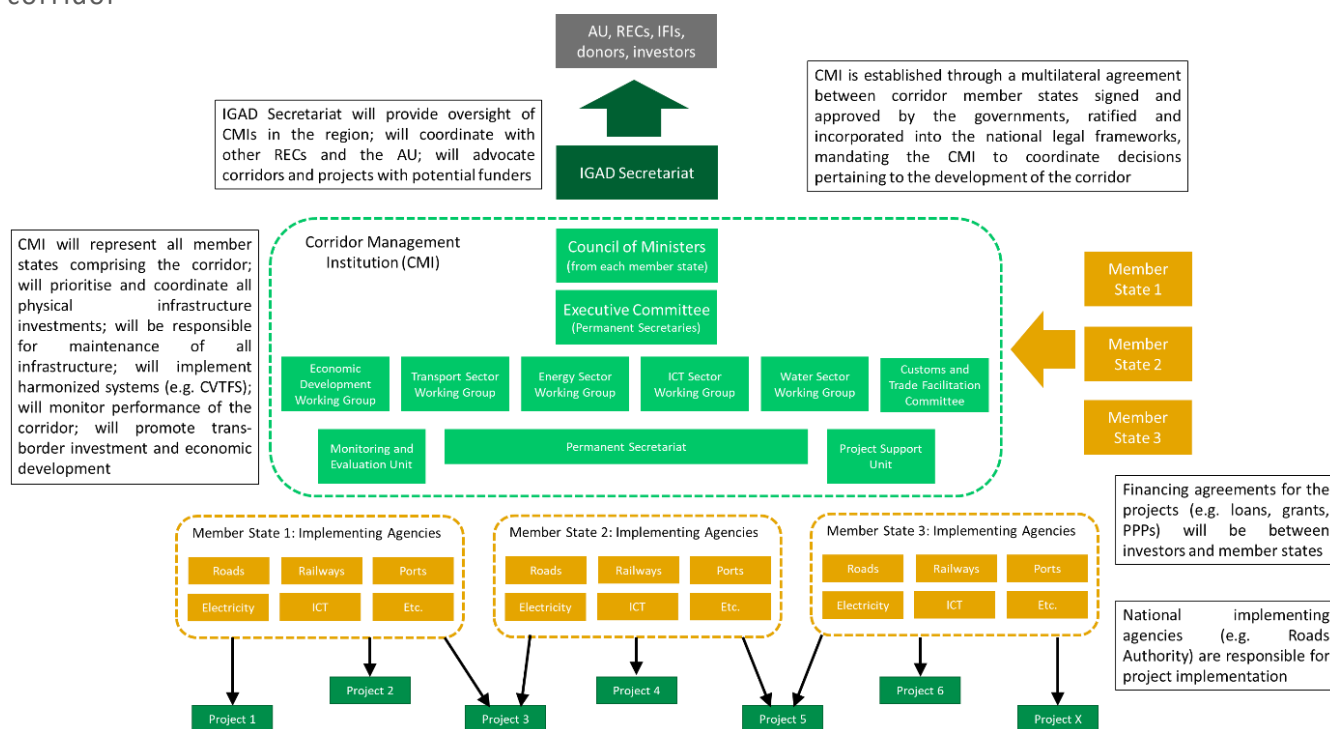 corridor
AU, RECs, IFIs,
donors, investors
IGAD Secretariat will provide oversight of
CMIs in the region; will coordinate with
other RECs and the AU; will advocate
corridors and projects with potential funders
IGAD Secretariat
CMI is established through a multilateral agreement
between corridor member states signed and
approved by the governments, ratified and
incorporated into the national legal frameworks,
mandating the CMI to coordinate decisions
pertaining to the development of the corridor
CMI will represent all member
states comprising the corridor;
will prioritise and coordinate all
physical infrastructure
investments; will be responsible
for maintenance of all
infrastructure; will implement
harmonized systems (e.g. CVTFS);
will monitor performance of the
corridor; will promote trans-
border investment and economic
development
Corridor Management
Institution (CMI)
Council of Ministers
(from each member state)
Executive Committee
(Permanent Secretaries)
Economic
Development
Working Group
Transport Sector
Working Group
Energy Sector
Working Group
ICT Sector
Working Group
Water Sector
Working Group
Customs and
Trade Facilitation
Committee
Monitoring and
Evaluation Unit
Permanent Secretariat
Project Support
Unit
Member
State 1
Member
State 2
Member
State 3
Financing agreements for the
projects (e.g. loans, grants,
PPPs) will be between
investors and member states
National implementing
agencies (e.g. Roads
Authority) are responsible for
project implementation
Member State 1: Implementing Agencies
Roads
Railways
Ports
Electricity
ICT
Etc.
Member State 2: Implementing Agencies
Roads
Railways
Ports
Electricity
ICT
Etc.
Member State 3: Implementing Agencies
Roads
Railways
Ports
Electricity
ICT
Etc.
Project 1
Project 2
Project 3
Project 4
Project 5
Project 6
Project X